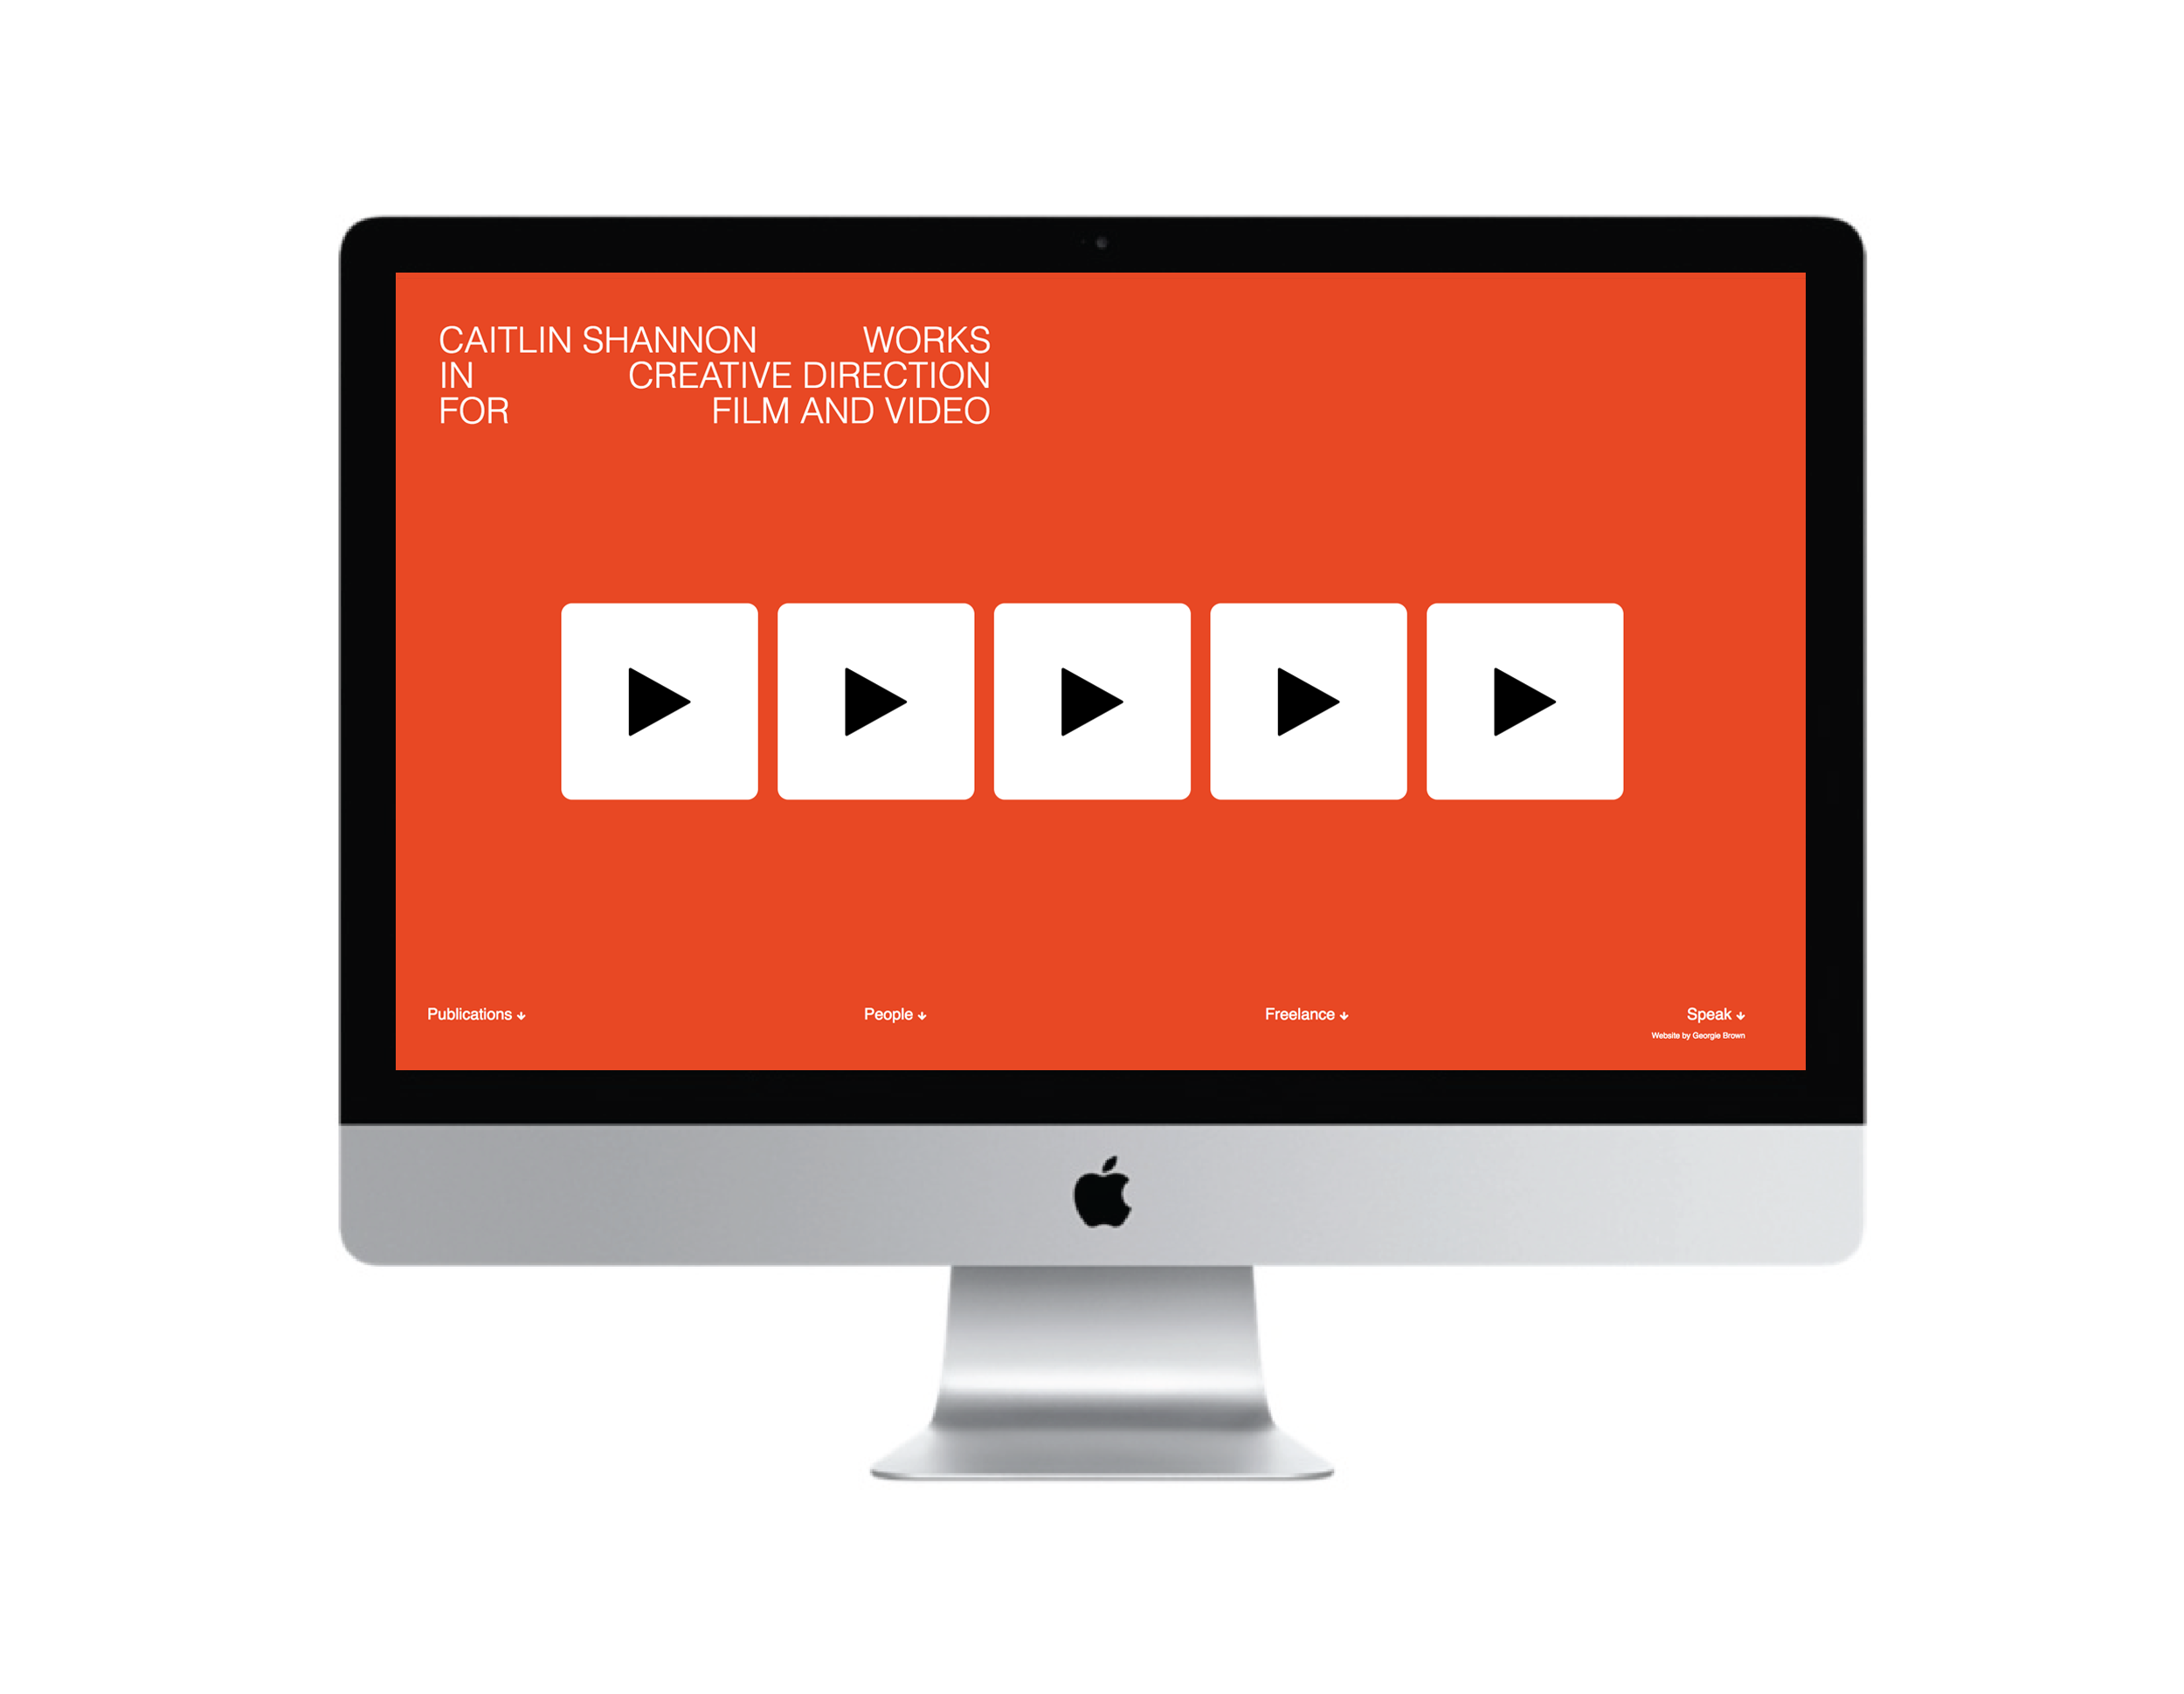 CAITLIN SHANNON WORKS
IN CREATIVE DIRECTION
FOR FILM AND VIDEO
Publications ↓
People ↓
Freelance ↓
Speak ↓
Website by Georgie Brown